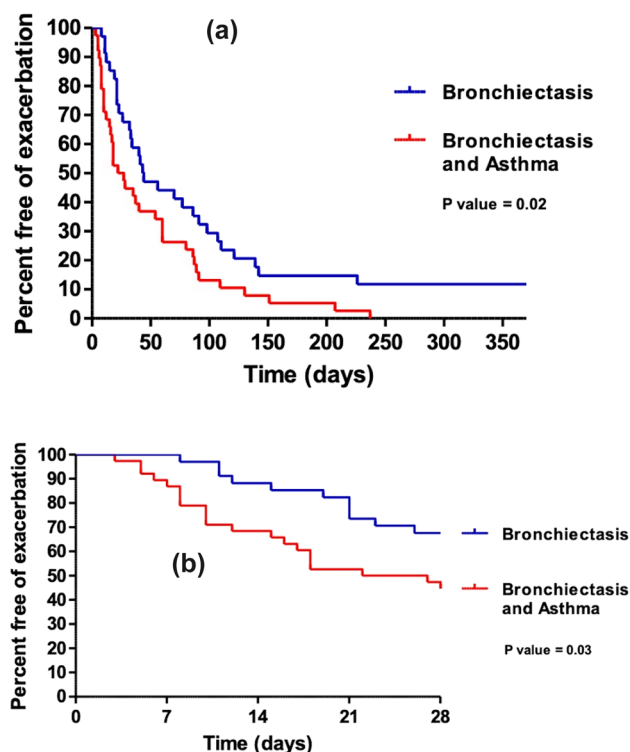 (a)
Percent free of exacerbation
100
90
80
70
60
50
40
30
20
10
0
0 50 100 150 200 250 300 350
Time (days)
Bronchiectasis
Bronchiectasis
and Asthma
P value = 0.02
(b)
Percent free of exacerbation
100
90
80
70
60
50
40
30
20
10
0
0 7 14 21 28
Time (days)
Bronchiectasis
Bronchiectasis
and Asthma
P value = 0.03